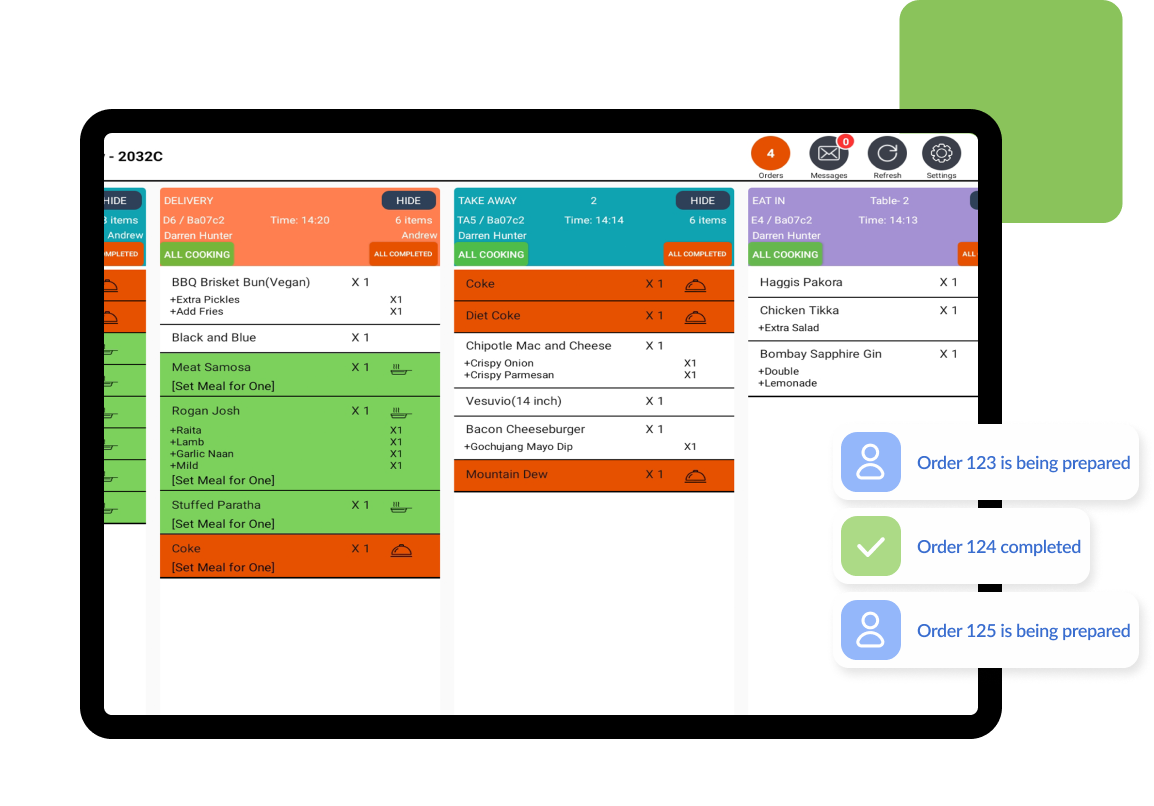 - 2032C
4
0
Orders
Messages
Refresh
Settings
HIDE
items
Andrew
DELIVERY HIDE
D6 / Ba07c2 Time: 14:20 6 items
Darren Hunter Andrew
ALL COOKING ALL COMPLETED
BBQ Brisket Bun(Vegan) X 1
+Extra Pickles X1
+Add Fries X1
Black and Blue X 1
Meat Samosa X 1
[Set Meal for One]
Rogan Josh X 1
+Raita X1
+Lamb X1
+Garlic Naan X1
+Mild X1
[Set Meal for One]
Stuffed Paratha X 1
[Set Meal for One]
Coke X 1
[Set Meal for One]
TAKE AWAY 2 HIDE
TA5 / Ba07c2 Time: 14:14 6 items
Darren Hunter
ALL COOKING ALL COMPLETED
Coke X 1
Diet Coke X 1
Chipotle Mac and Cheese X 1
+Crispy Onion X1
+Crispy Parmesan X1
Vesuvio(14 inch) X 1
Bacon Cheeseburger X 1
+Gochujang Mayo Dip X1
Mountain Dew X 1
EAT IN Table- 2
E4 / Ba07c2 Time: 14:13
Darren Hunter
ALL COOKING ALL
Haggis Pakora X 1
Chicken Tikka X 1
+Extra Salad
Bombay Sapphire Gin X 1
+Double
+Lemonade
Order 123 is being prepared
Order 124 completed
Order 125 is being prepared